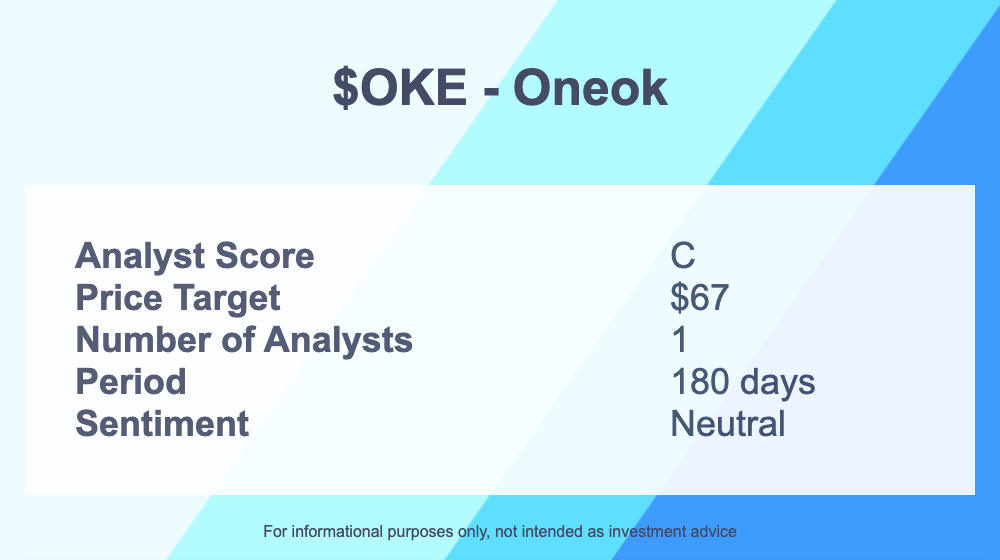 $OKE - Oneok
Analyst Score C
Price Target $67
Number of Analysts 1
Period 180 days
Sentiment Neutral
For informational purposes only, not intended as investment advice